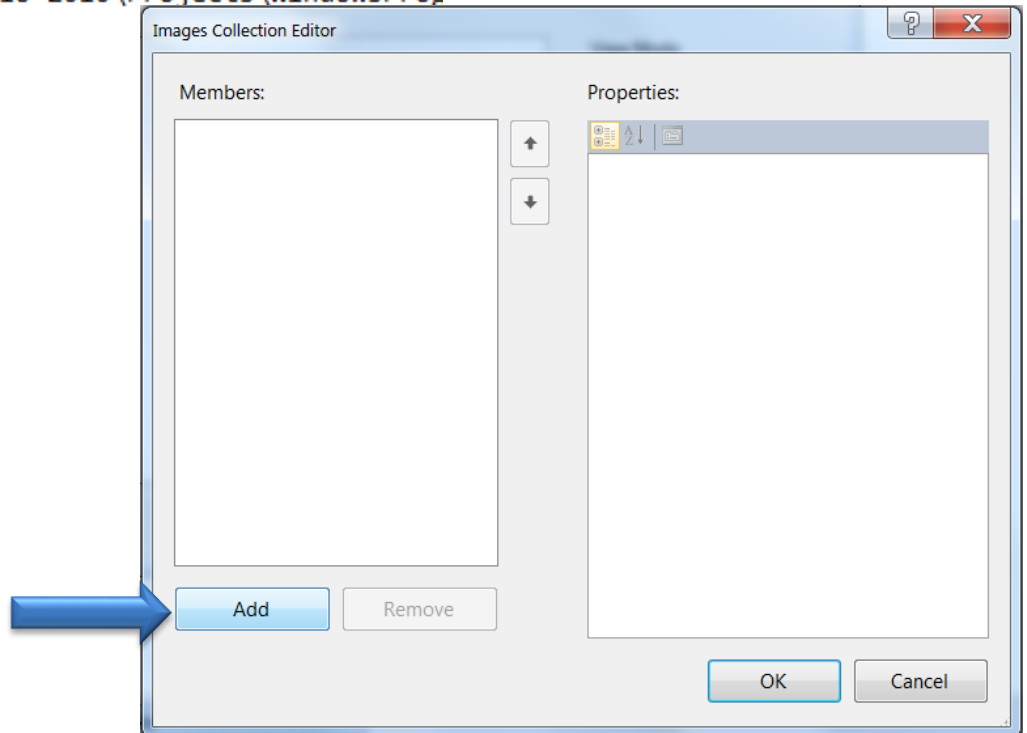 Images Collection Editor
Members:
Properties:
Add
Remove
OK
Cancel